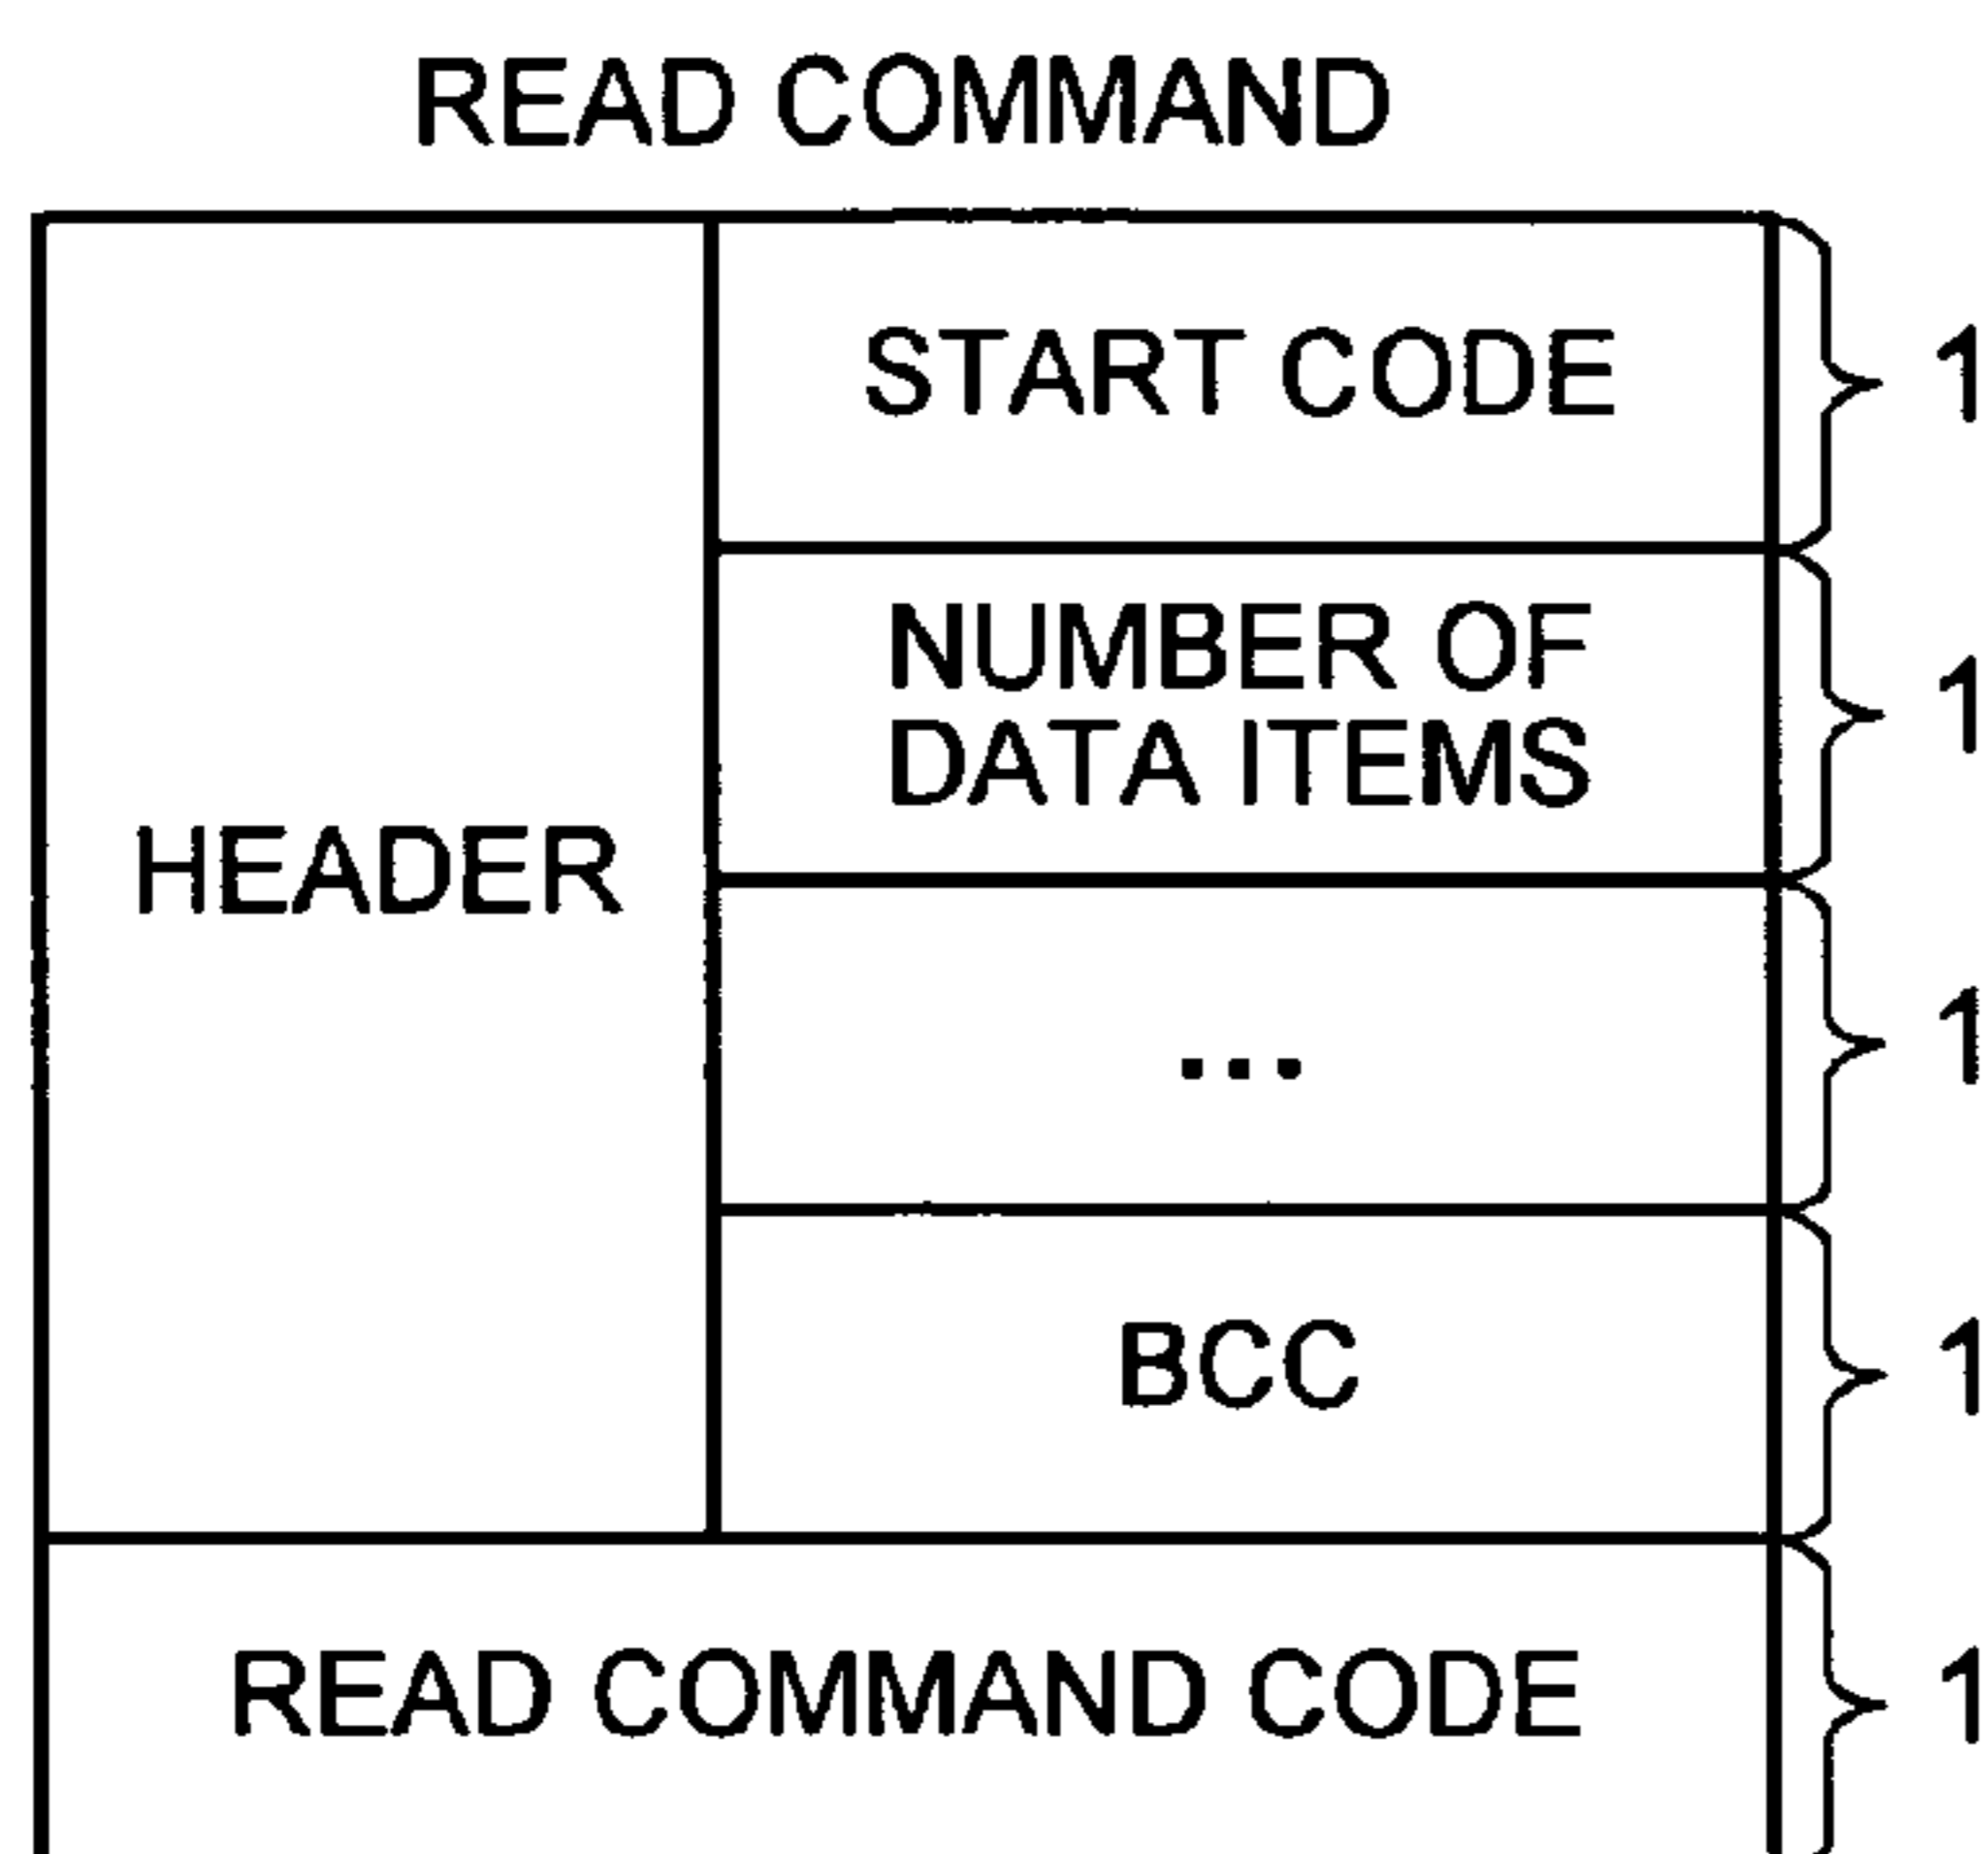 READ COMMAND
START CODE
1
NUMBER OF
DATA ITEMS
1
HEADER
...
1
BCC
1
READ COMMAND CODE
1